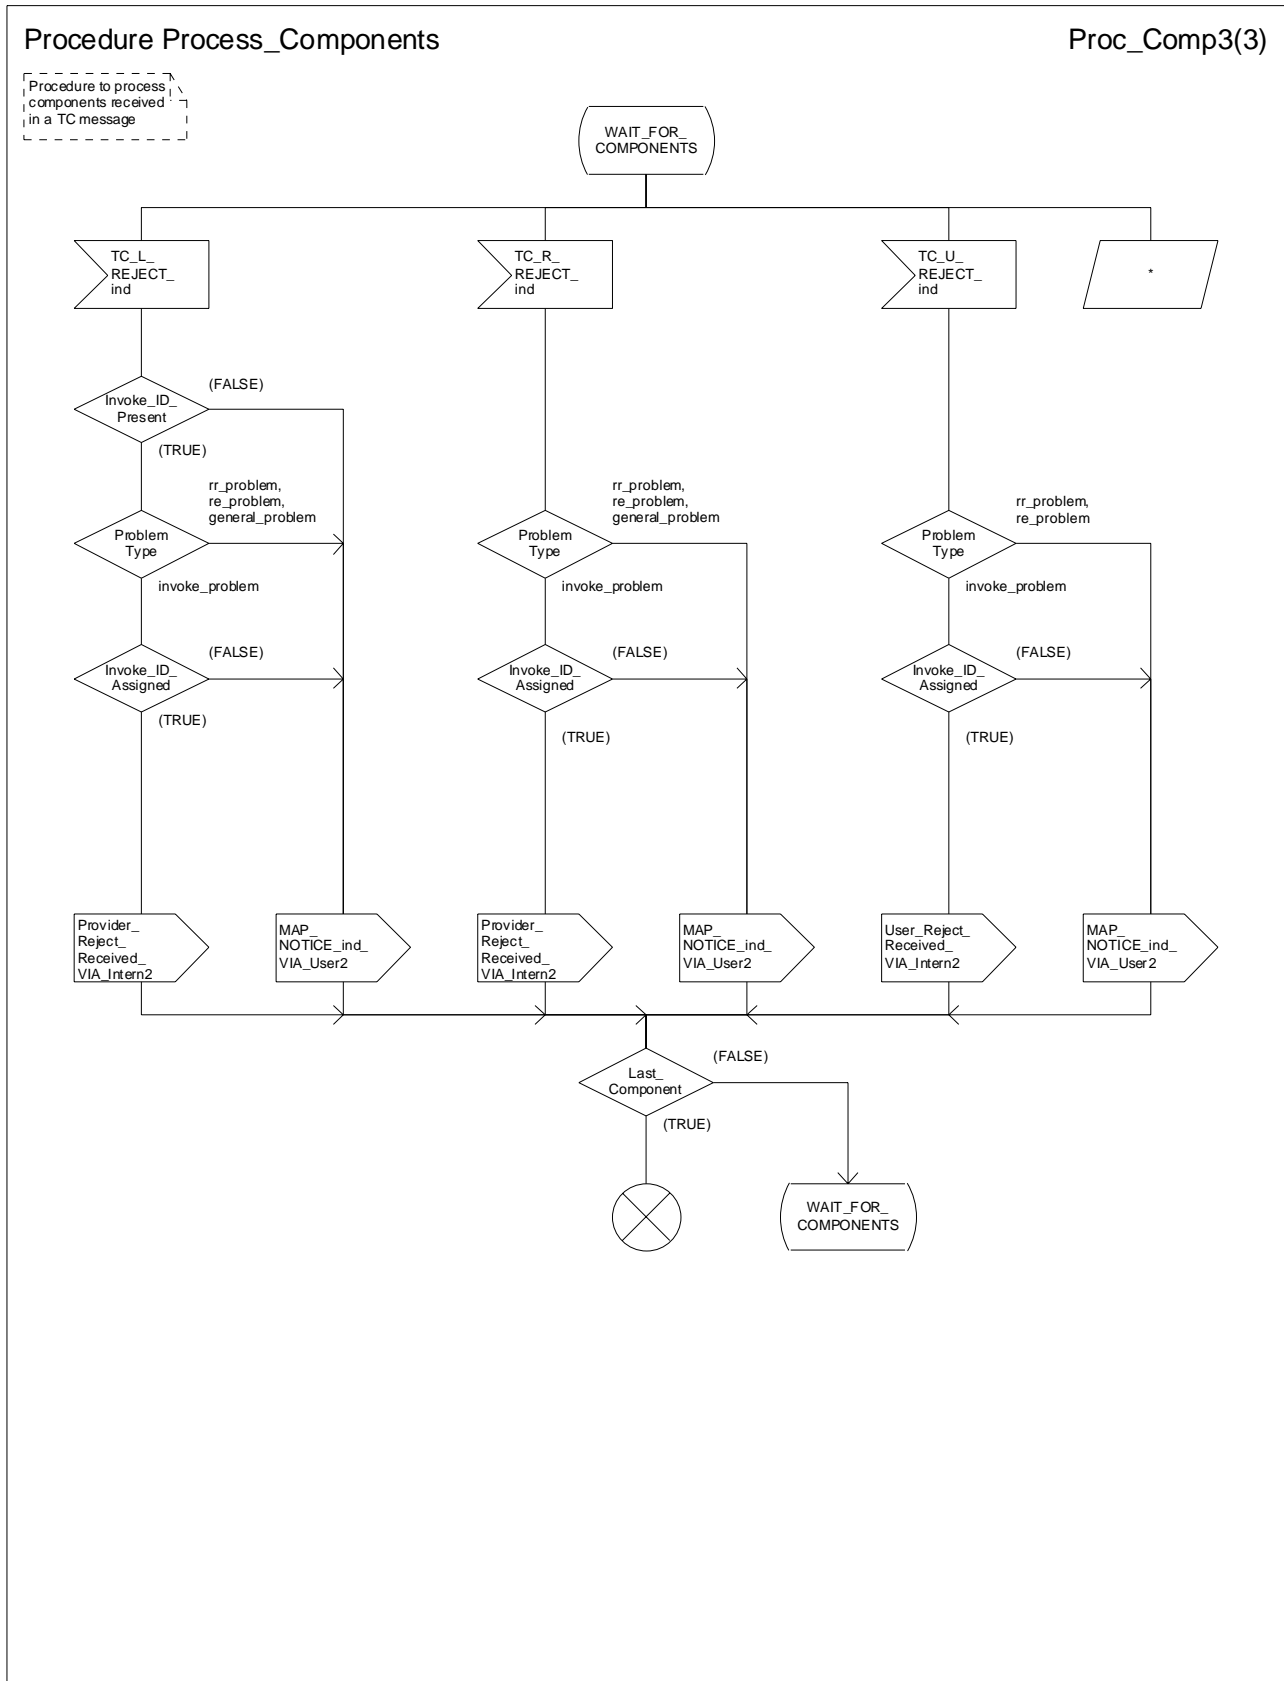 Procedure Process_Components
Proc_Comp3(3)
Procedure to process
components received
in a TC message
WAIT_FOR_
COMPONENTS
TC_L_
REJECT_
ind
TC_R_
REJECT_
ind
TC_U_
REJECT_
ind
*
Invoke_ID_
Present
(FALSE)
(TRUE)
rr_problem,
re_problem,
general_problem
Problem
Type
invoke_problem
rr_problem,
re_problem,
general_problem
Problem
Type
invoke_problem
rr_problem,
re_problem
Problem
Type
invoke_problem
Invoke_ID_
Assigned
(FALSE)
(TRUE)
Invoke_ID_
Assigned
(FALSE)
(TRUE)
Invoke_ID_
Assigned
(FALSE)
(TRUE)
Provider_
Reject_
Received_
VIA_Intern2
MAP_
NOTICE_ind_
VIA_User2
Provider_
Reject_
Received_
VIA_Intern2
MAP_
NOTICE_ind_
VIA_User2
User_Reject_
Received_
VIA_Intern2
MAP_
NOTICE_ind_
VIA_User2
Last_
Component
(FALSE)
(TRUE)
WAIT_FOR_
COMPONENTS